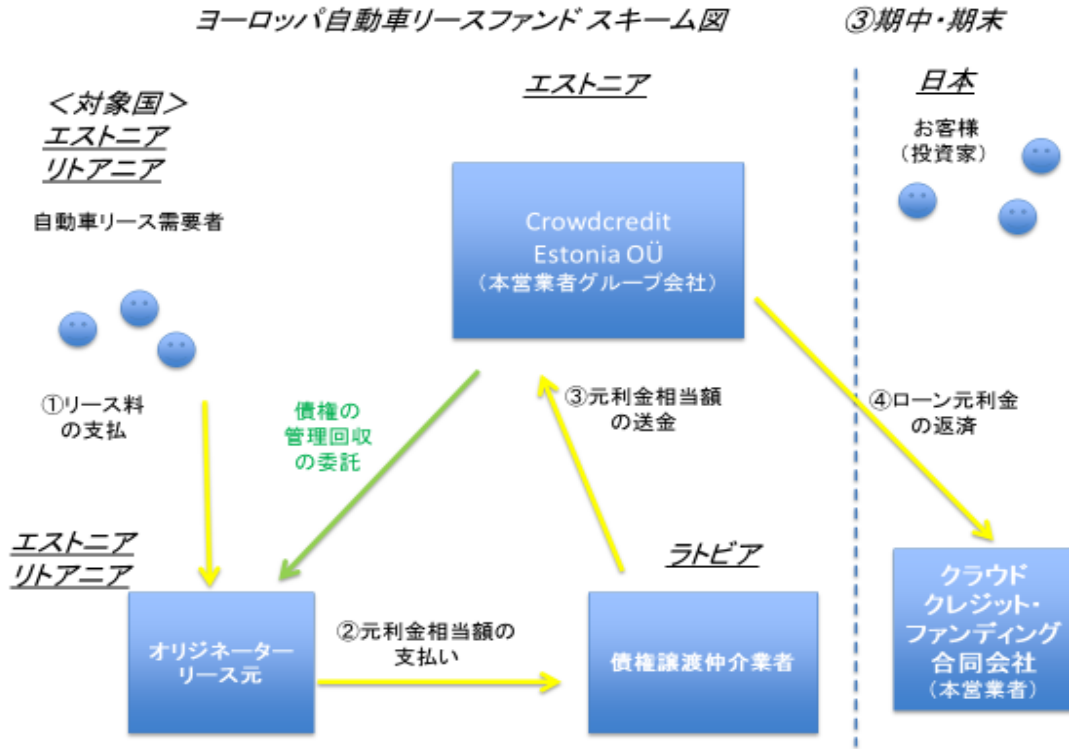 ヨーロッパ自動車リースファンド スキーム図
③期中・期末
エストニア
日本
＜対象国＞
エストニア
リトアニア
お客様
（投資家）
自動車リース需要者
Crowdcredit
Estonia OÜ
（本営業者グループ会社）
①リース料
の支払
債権の
管理回収
の委託
③元利金相当額
の送金
④ローン元利金
の返済
エストニア
リトアニア
ラトビア
オリジネーター
リース元
②元利金相当額の
支払い
債権譲渡仲介業者
クラウド
クレジット・
ファンディング
合同会社
（本営業者）